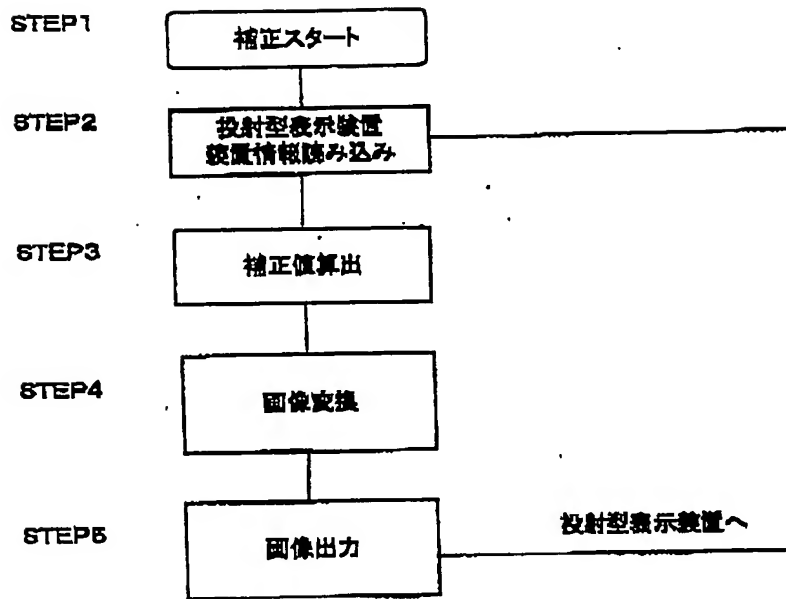 STEP1
補正スタート
STEP2
投射型表示装置
装置情報読み込み
STEP3
補正値算出
STEP4
画像変換
STEP5
画像出力
投射型表示装置へ